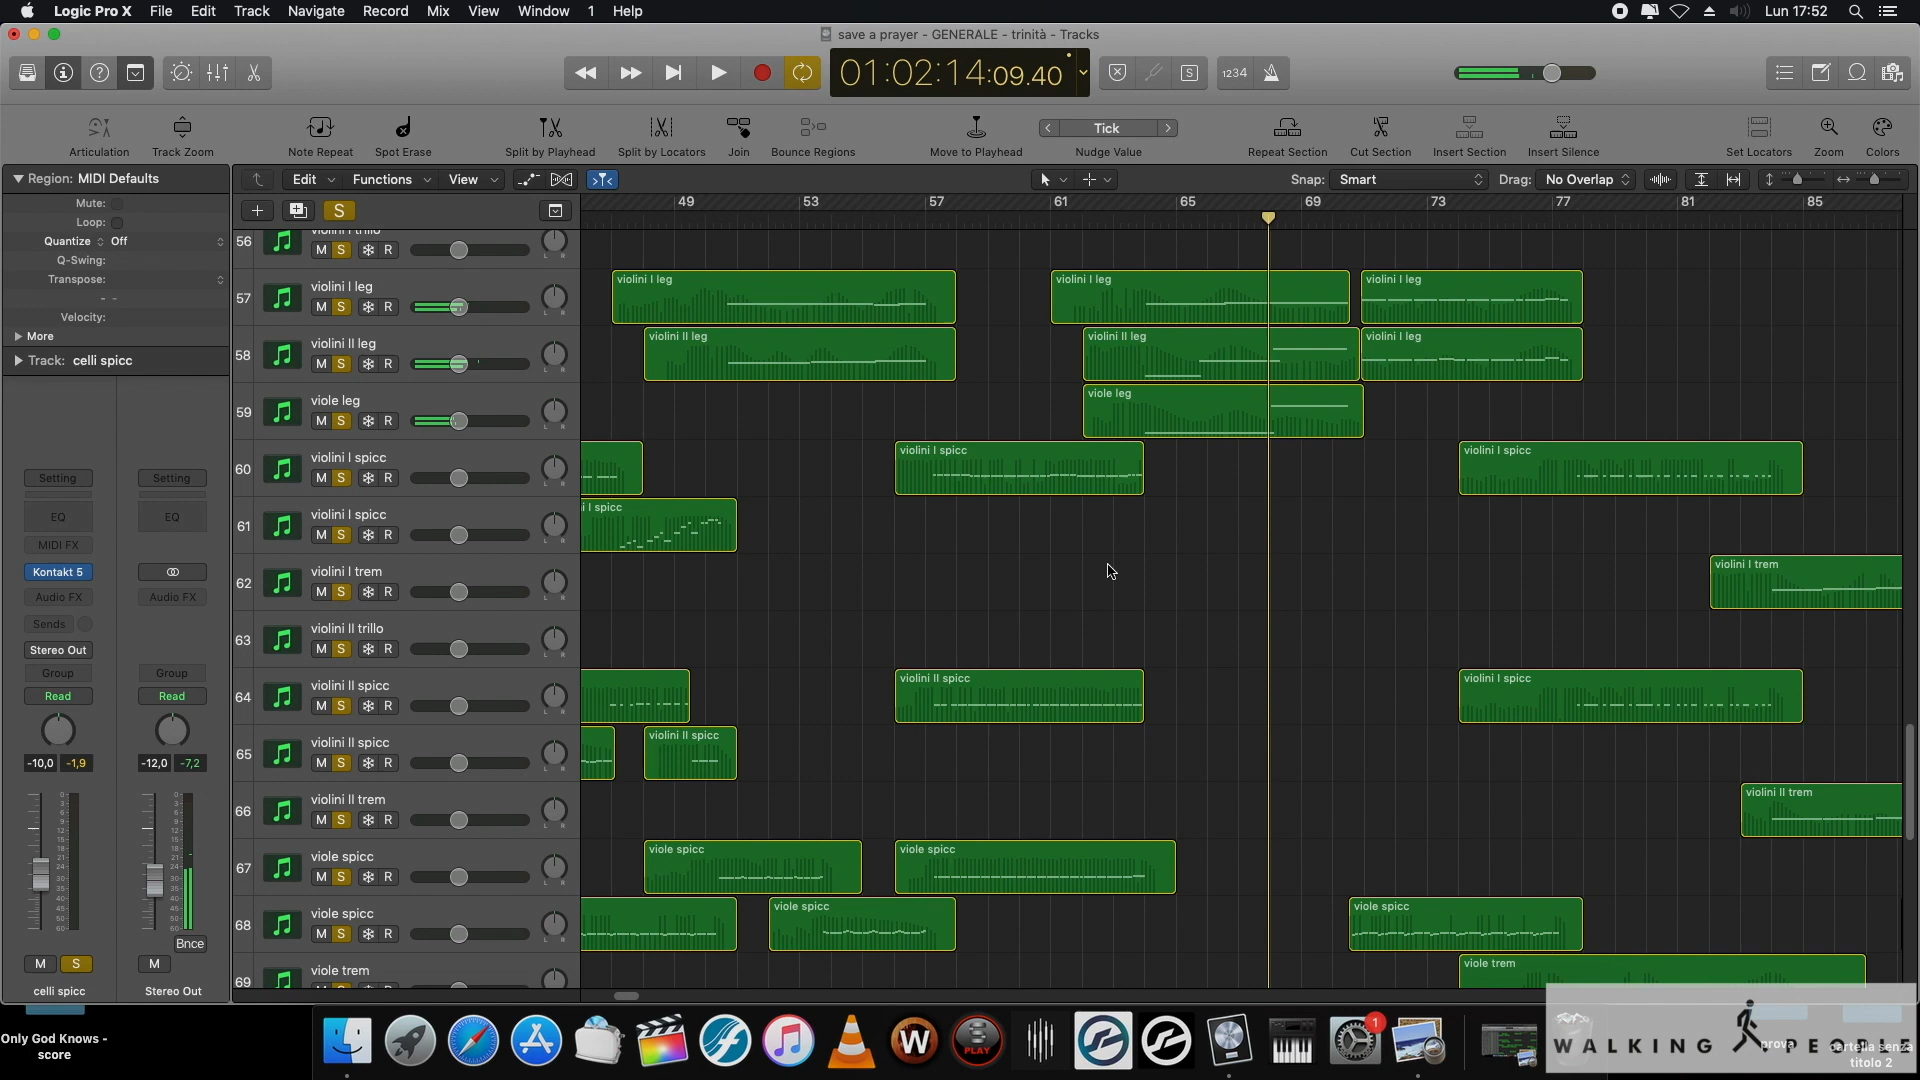 Logic Pro X File Edit Track Navigate Record Mix View Window 1 Help Lun 17:52
save a prayer - GENERALE - trinità - Tracks
01:02:14:09.40 S 1234
Articulation Track Zoom Note Repeat Spot Erase Split by Playhead Split by Locators Join Bounce Regions Move to Playhead Tick Nudge Value Repeat Section Cut Section Insert Section Insert Silence Set Locators Zoom Colors
Region: MIDI Defaults Edit Functions View Snap: Smart Drag: No Overlap
Mute:
Loop:
Quantize Off
Q-Swing:
Transpose:
Velocity:
More
Track: celli spicc
Setting Setting
EQ EQ
MIDI FX
Kontakt 5
Audio FX Audio FX
Sends
Stereo Out
Group Group
Read Read
-10,0 -1,9 -12,0 -7,2
Bnce
M S M
celli spicc Stereo Out
S 49 53 57 61 65 69 73 77 81 85
56 violini I trillo
M S R
57 violini I leg
M S R
violini I leg violini I leg violini I leg
58 violini II leg
M S R
violini II leg violini II leg violini I leg
59 viole leg
M S R
viole leg
60 violini I spicc
M S R
violini I spicc violini I spicc
61 violini I spicc
M S R
i I spicc
62 violini I trem
M S R
violini I trem
63 violini II trillo
M S R
64 violini II spicc
M S R
violini II spicc violini I spicc
65 violini II spicc
M S R
violini II spicc
66 violini II trem
M S R
violini II trem
67 viole spicc
M S R
viole spicc viole spicc
68 viole spicc
M S R
viole spicc viole spicc
69 viole trem
viole trem
Only God Knows -
score
PLAY
1
WALKING PEOPLE
prova
cartella senza
titolo 2